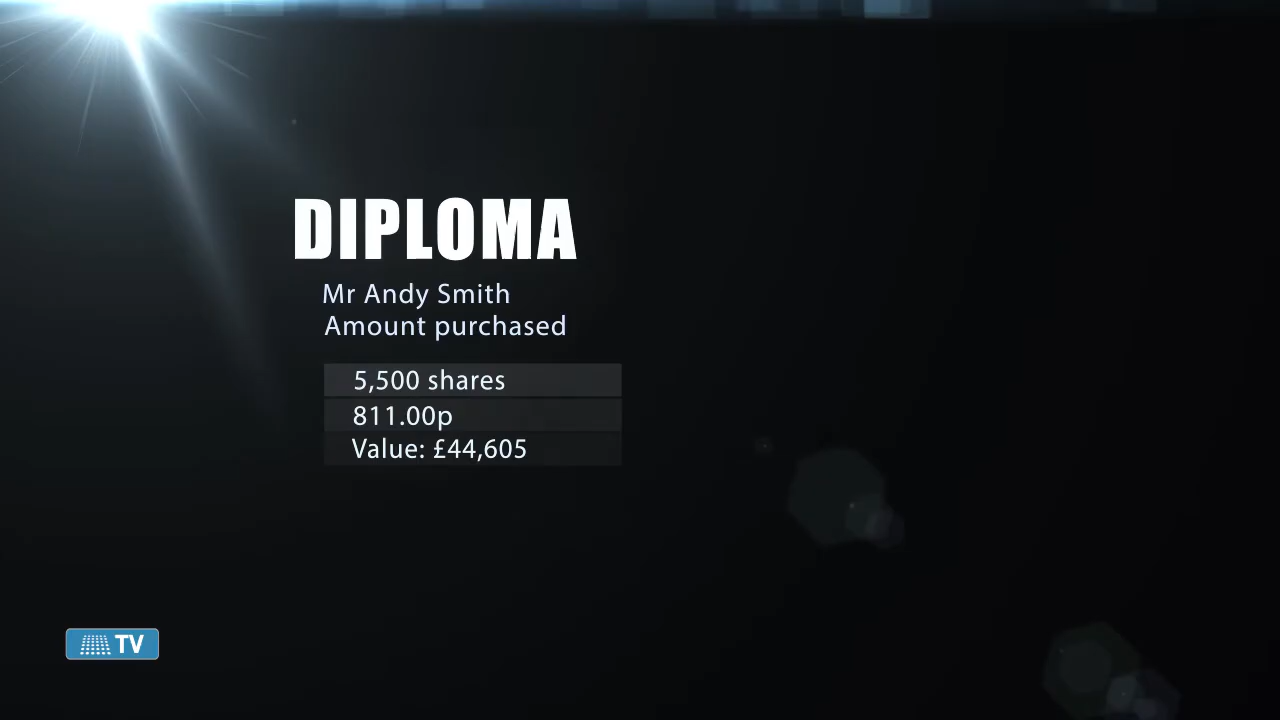 DIPLOMA
Mr Andy Smith
Amount purchased
5,500 shares
811.00p
Value: £44,605
TV